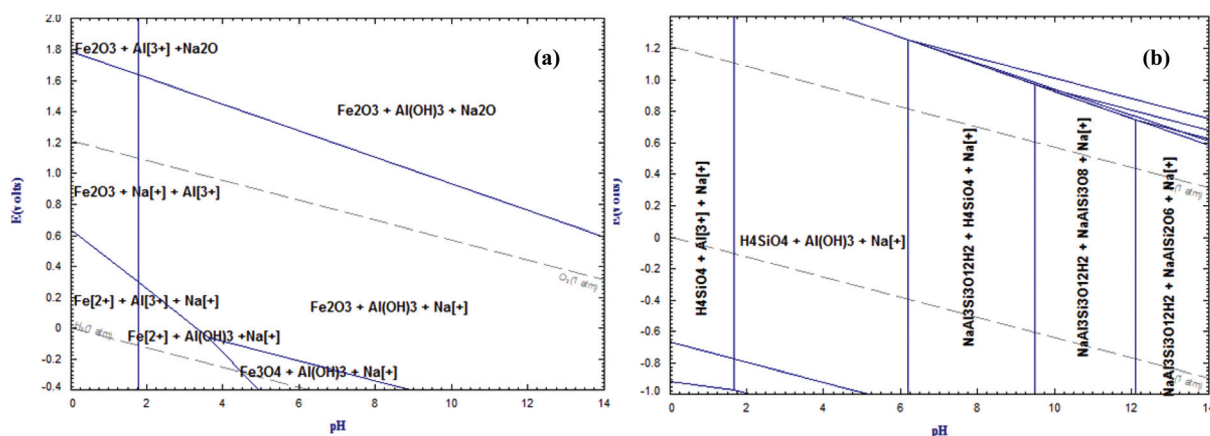 (a)
Fe2O3 + Al[3+] +Na2O
Fe2O3 + Al(OH)3 + Na2O
Fe2O3 + Na[+] + Al[3+]
Fe[2+] + Al[3+] + Na[+]
Fe2O3 + Al(OH)3 + Na[+]
Fe[2+] + Al(OH)3 +Na[+]
Fe3O4 + Al(OH)3 + Na[+]
O₂(1 atm)
H₂(1 atm)
E(volts)
2.0
1.8
1.6
1.4
1.2
1.0
0.8
0.6
0.4
0.2
0
-0.2
-0.4
0 2 4 6 8 10 12 14
pH
(b)
H4SiO4 + Al[3+] + Na[+]
H4SiO4 + Al(OH)3 + Na[+]
NaAl3Si3O12H2 + H4SiO4 + Na[+]
NaAl3Si3O12H2 + NaAlSi3O8 + Na[+]
NaAl3Si3O12H2 + NaAlSi2O6 + Na[+]
(1 atm)
(1 atm)
E(volts)
1.2
1.0
0.8
0.6
0.4
0.2
0
-0.2
-0.4
-0.6
-0.8
-1.0
0 2 4 6 8 10 12 14
pH